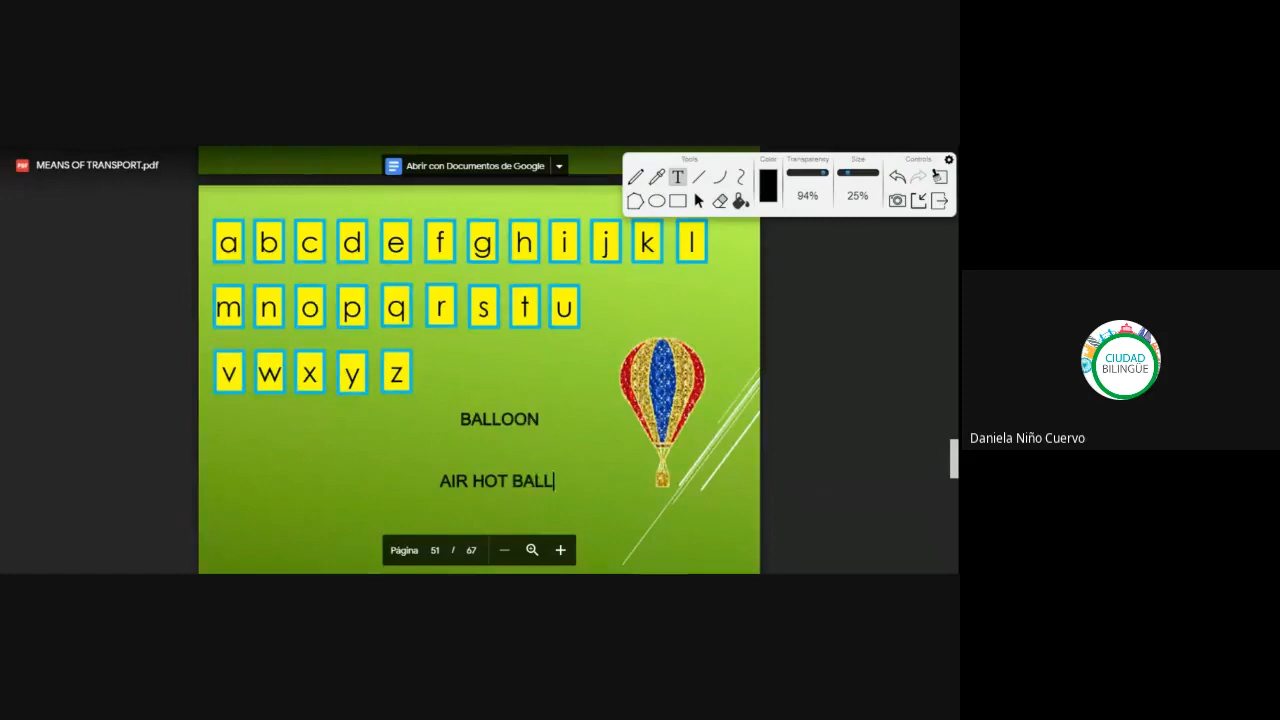 MEANS OF TRANSPORT.pdf
Abrir con Documentos de Google
Tools
Color
Transparency
Size
Controls
94%
25%
a b c d e f g h i j k l
m n o p q r s t u
v w x y z
BALLOON
AIR HOT BALL
Página 51 / 67
CIUDAD
BILINGÜE
Daniela Niño Cuervo